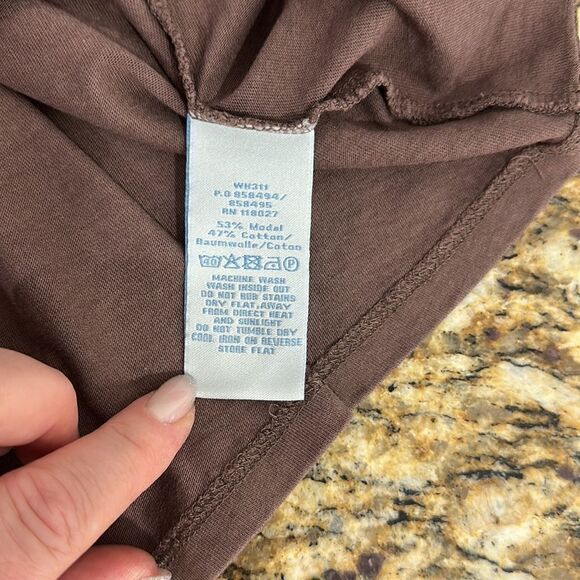 WH311
P.O 858494/
858495
RN 118027
53% Modal
47% Cotton/
Baumwolle/Coton
40 P
MACHINE WASH
WASH INSIDE OUT
DO NOT RUB STAINS
DRY FLAT, AWAY
FROM DIRECT HEAT
AND SUNLIGHT
DO NOT TUMBLE DRY
COOL IRON ON REVERSE
STORE FLAT